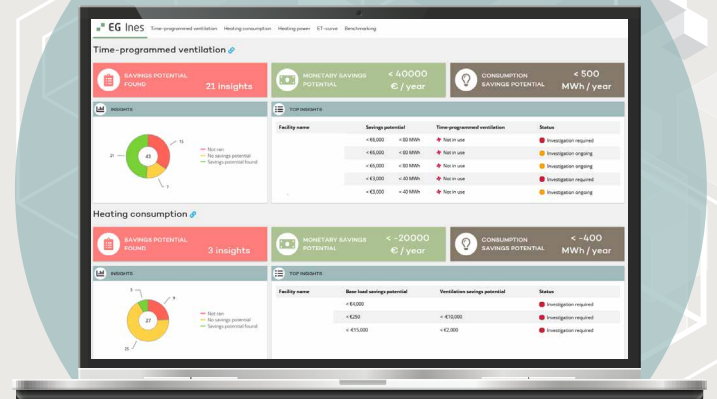 EG Ines Time-programmed ventilation Heating consumption Heating power ET-curve Benchmarking
Time-programmed ventilation
SAVINGS POTENTIAL FOUND
21 insights
MONETARY SAVINGS POTENTIAL
< 40000 € / year
CONSUMPTION SAVINGS POTENTIAL
< 500 MWh / year
INSIGHTS
TOP INSIGHTS
21
15
43
7
Not ran
No savings potential
Savings potential found
Facility name Savings potential Time-programmed ventilation Status
< €6,000 < 80 MWh Not in use Investigation required
< €6,000 < 80 MWh Not in use Investigation ongoing
< €6,000 < 80 MWh Not in use Investigation ongoing
< €3,000 < 40 MWh Not in use Investigation required
< €3,000 < 40 MWh Not in use Investigation ongoing
Heating consumption
SAVINGS POTENTIAL FOUND
3 insights
MONETARY SAVINGS POTENTIAL
< -20000 € / year
CONSUMPTION SAVINGS POTENTIAL
< -400 MWh / year
INSIGHTS
TOP INSIGHTS
3
9
27
15
Not ran
No savings potential
Savings potential found
Facility name Base load savings potential Ventilation savings potential Status
< €4,000 Investigation required
< €250 < €10,000 Investigation required
< €15,000 < €2,000 Investigation required